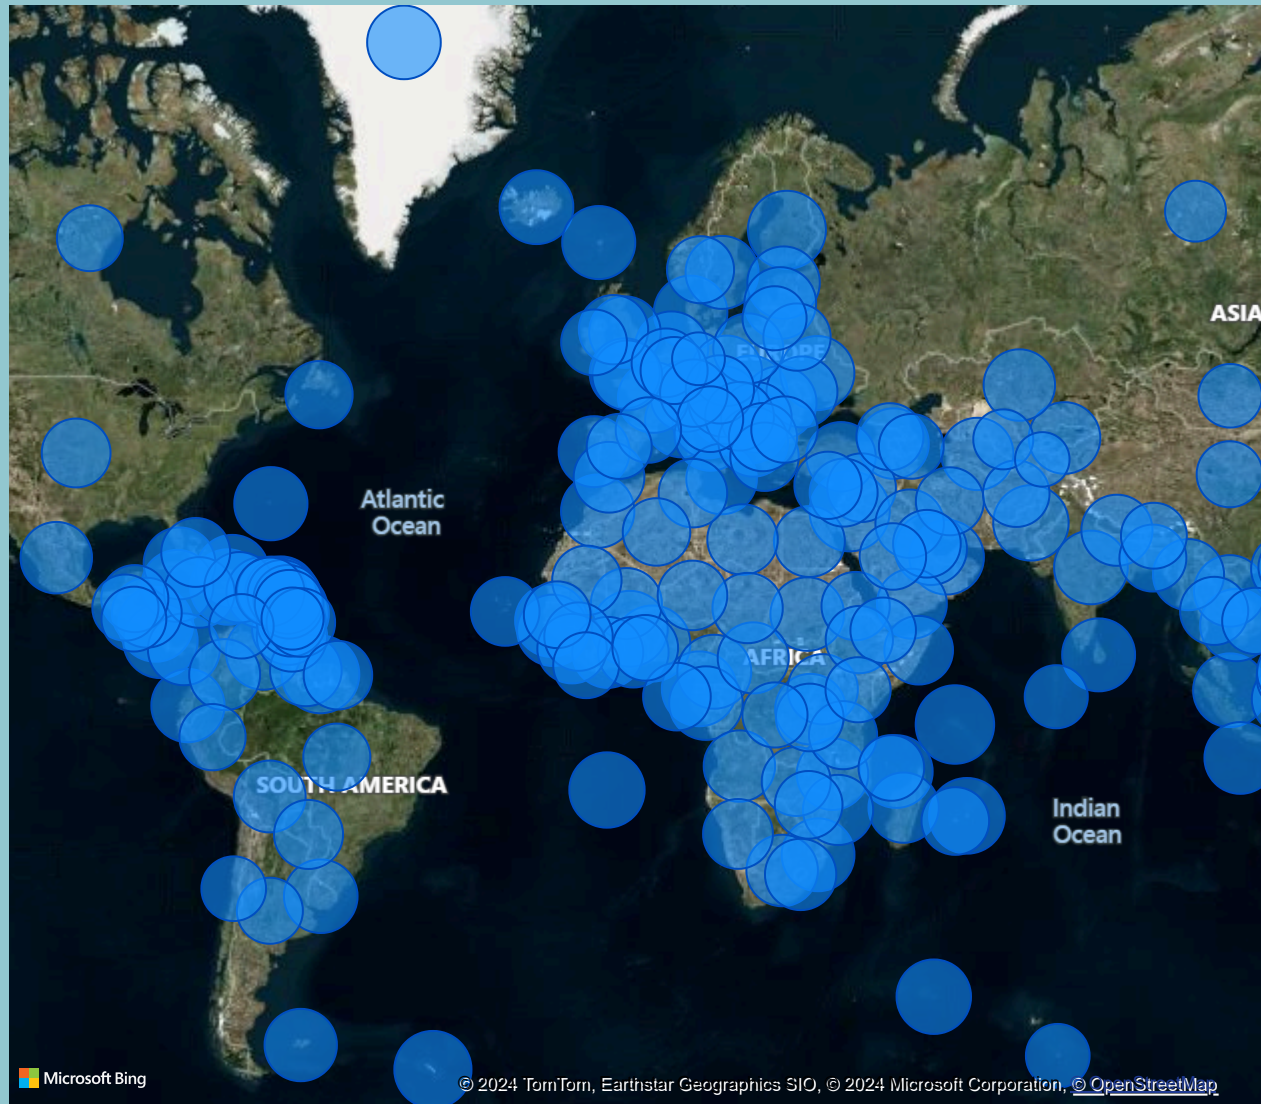 EUROPE
ASIA
Atlantic
Ocean
AFRICA
SOUTH AMERICA
Indian
Ocean
Microsoft Bing
© 2024 TomTom, Earthstar Geographics SIO, © 2024 Microsoft Corporation, © OpenStreetMap